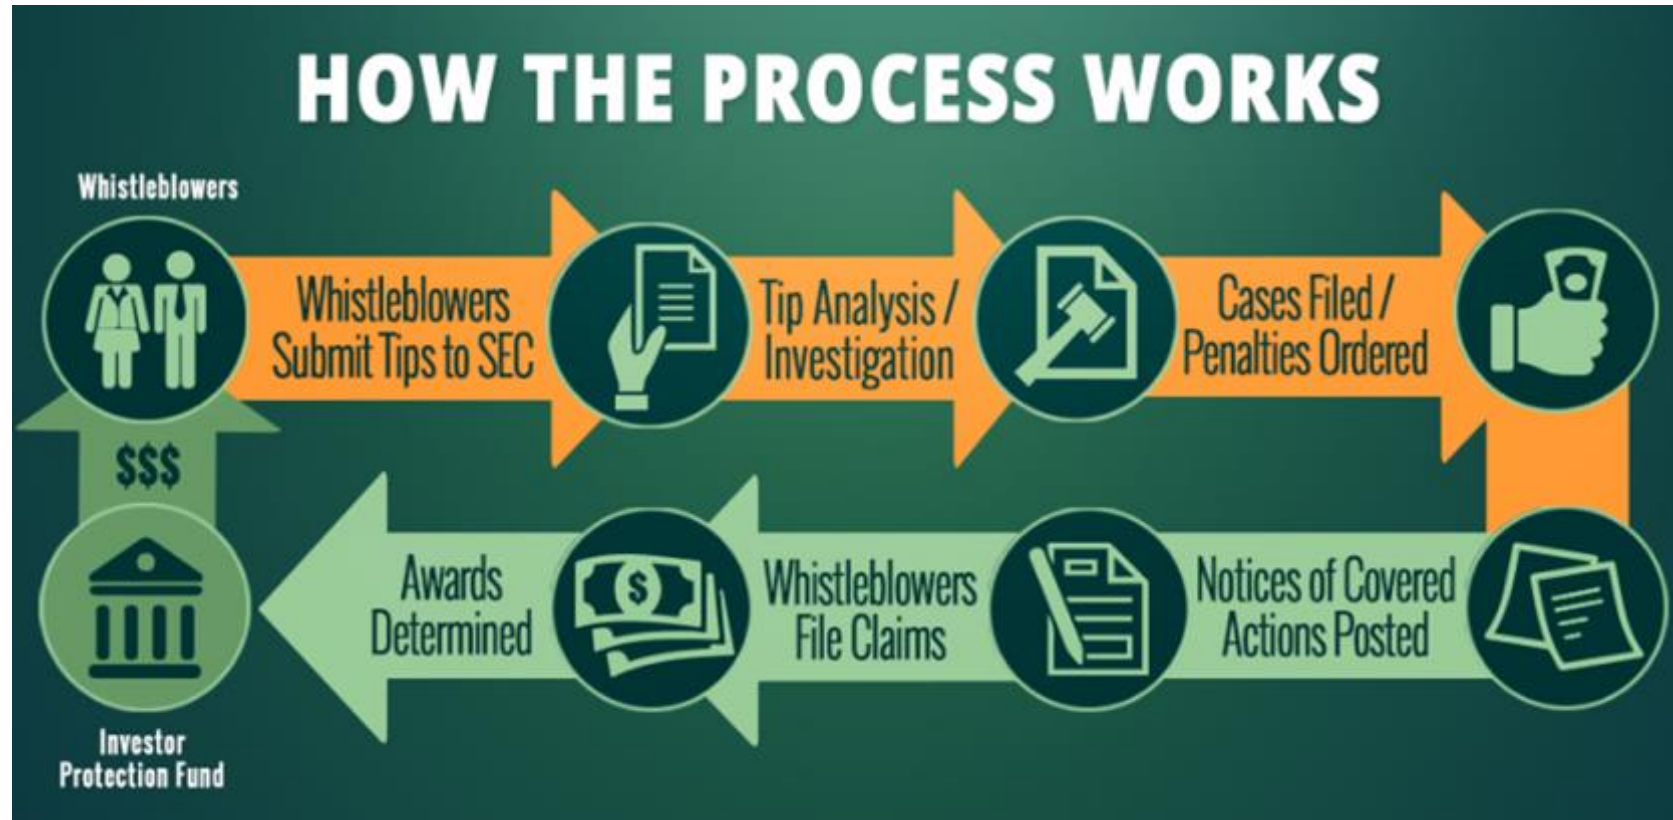 HOW THE PROCESS WORKS
Whistleblowers
Whistleblowers
Submit Tips to SEC
Tip Analysis /
Investigation
Cases Filed /
Penalties Ordered
Notices of Covered
Actions Posted
Whistleblowers
File Claims
$
Awards
Determined
$$$
Investor
Protection Fund